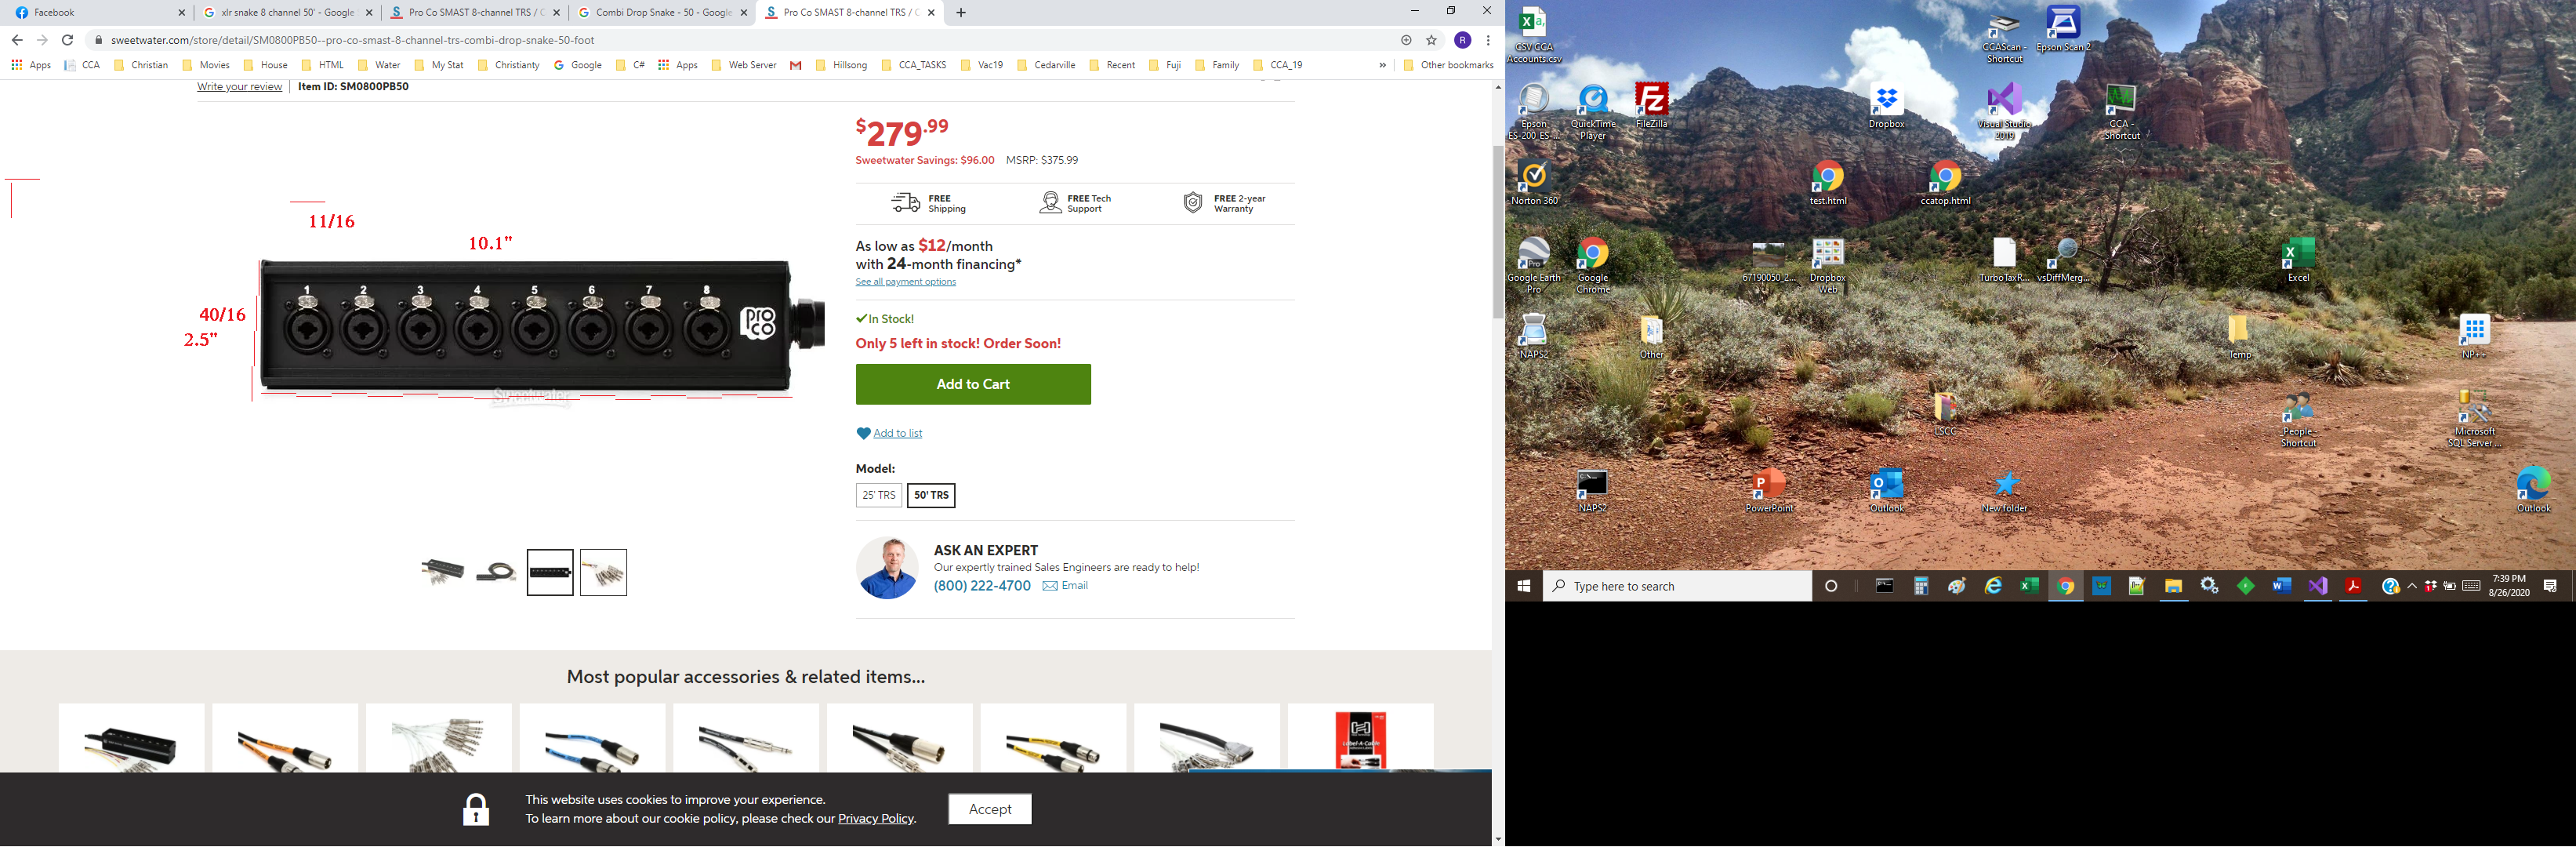 Facebook
xlr snake 8 channel 50' - Google
Pro Co SMAST 8-channel TRS / C
Combi Drop Snake - 50 - Google
Pro Co SMAST 8-channel TRS / C
sweetwater.com/store/detail/SM0800PB50--pro-co-smast-8-channel-trs-combi-drop-snake-50-foot
R
Apps CCA Christian Movies House HTML Water My Stat Christianty Google C# Apps Web Server Hillsong CCA_TASKS Vac19 Cedarville Recent Fuji Family CCA_19 » Other bookmarks
Write your review Item ID: SM0800PB50
$279.99
Sweetwater Savings: $96.00 MSRP: $375.99
FREE Shipping
FREE Tech Support
FREE 2-year Warranty
As low as $12/month
with 24-month financing*
See all payment options
In Stock!
Only 5 left in stock! Order Soon!
Add to Cart
Add to list
Model:
25' TRS 50' TRS
ASK AN EXPERT
Our expertly trained Sales Engineers are ready to help!
(800) 222-4700 Email
11/16
10.1"
40/16
2.5"
1 2 3 4 5 6 7 8
pro co
Sweetwater
Most popular accessories & related items...
Label-A-Cable
This website uses cookies to improve your experience.
To learn more about our cookie policy, please check our Privacy Policy.
Accept
CSV CCA
Accounts.csv
CCAScan -
Shortcut
Epson Scan 2
Epson
ES-200_ES-...
QuickTime
Player
FileZilla
Dropbox
Visual Studio
2019
CCA -
Shortcut
Norton 360
test.html
ccatop.html
Google Earth
Pro
Google
Chrome
67190050_2...
Dropbox
Web
TurboTaxR...
vsDiffMerg...
Excel
NAPS2
Other
Temp
NP++
LSCC
People
Shortcut
Microsoft
SQL Server ...
NAPS2
PowerPoint
Outlook
New folder
Outlook
Type here to search
7:39 PM
8/26/2020